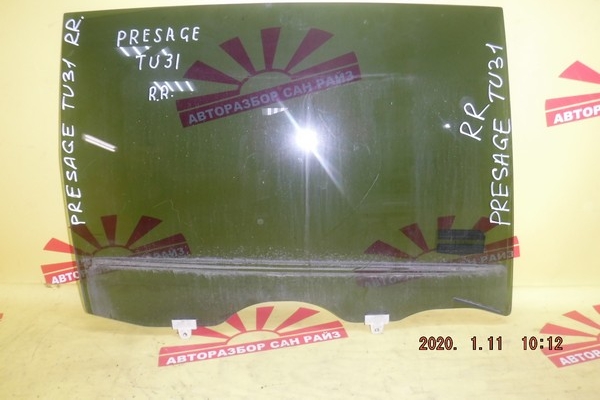 PRESAGE
TU31
R.R.
PRESAGE TU31 RR.
RR
PRESAGE TU31
АВТОРАЗБОР САН РАЙЗ
АВТОРАЗБОР САН РАЙЗ
2020. 1.11 10:12